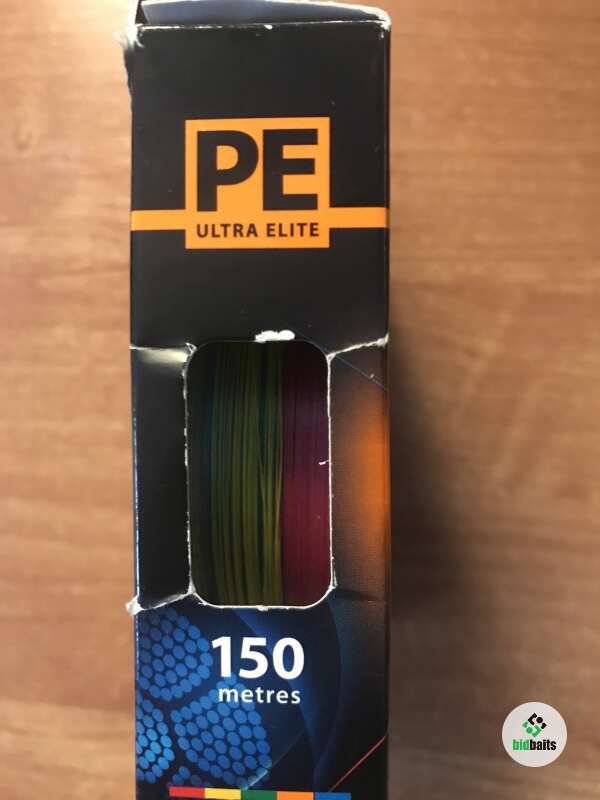 PE
ULTRA ELITE
150
metres
bidbaits